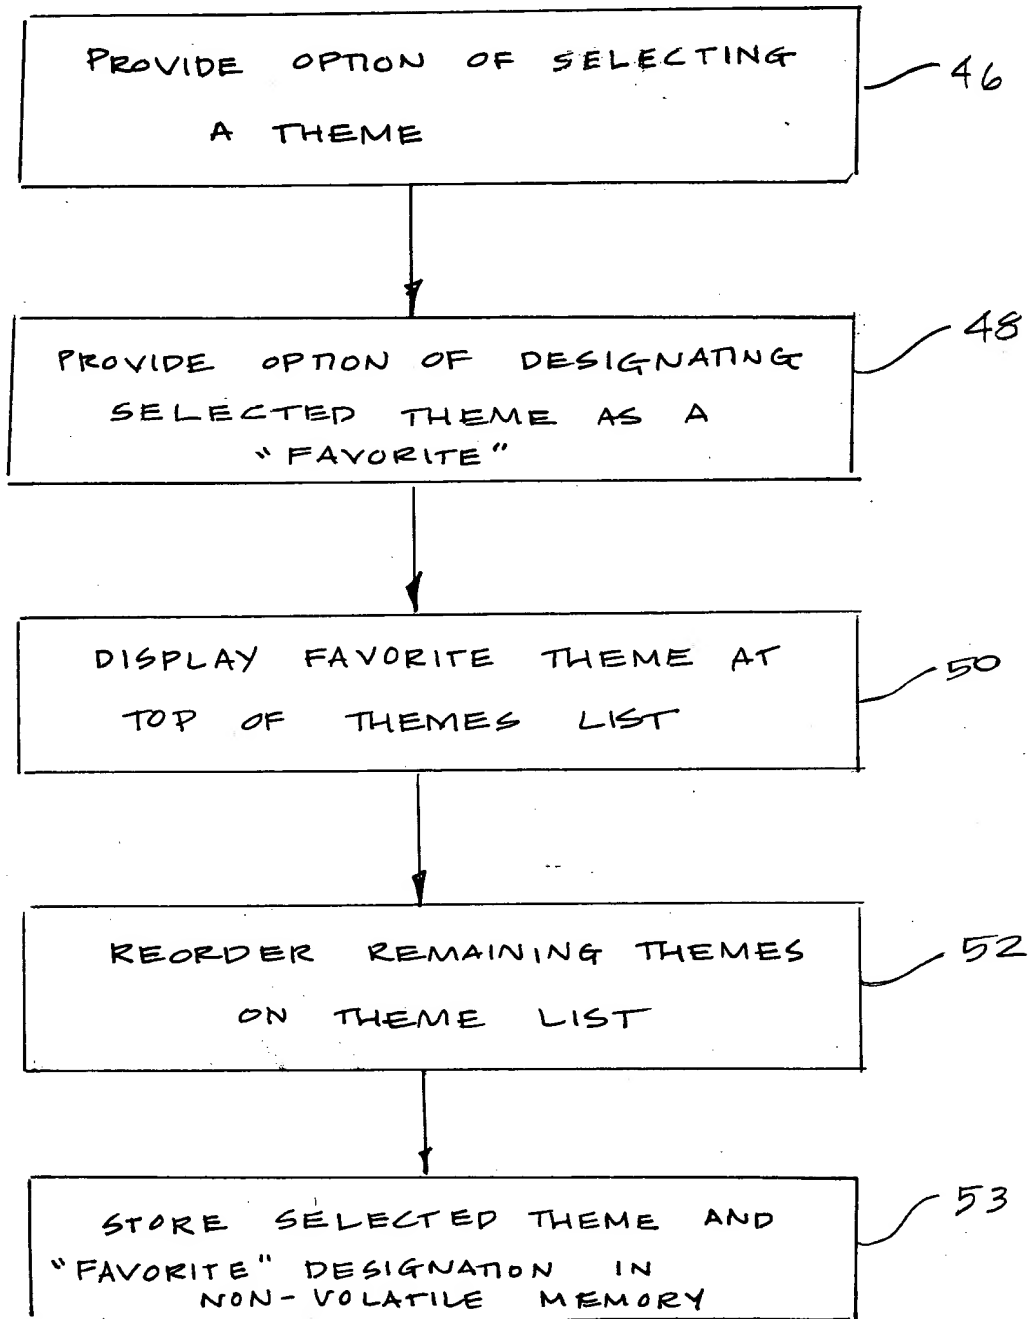 PROVIDE OPTION OF SELECTING
A THEME
46
PROVIDE OPTION OF DESIGNATING
SELECTED THEME AS A
"FAVORITE"
48
DISPLAY FAVORITE THEME AT
TOP OF THEMES LIST
50
REORDER REMAINING THEMES
ON THEME LIST
52
STORE SELECTED THEME AND
"FAVORITE" DESIGNATION IN
NON-VOLATILE MEMORY
53